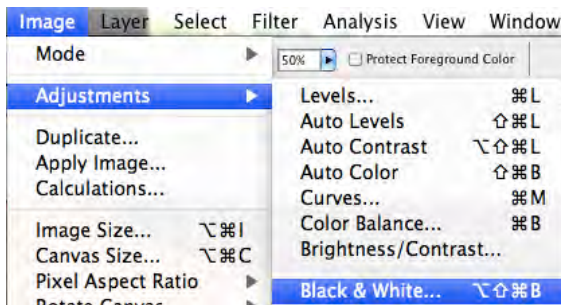 Image Layer Select Filter Analysis View Window
Mode
50% Protect Foreground Color
Adjustments
Duplicate...
Apply Image...
Calculations...
Image Size... ⌥⌘I
Canvas Size... ⌥⌘C
Pixel Aspect Ratio
Rotate Canvas
Levels... ⌘L
Auto Levels ⇧⌘L
Auto Contrast ⌥⇧⌘L
Auto Color ⇧⌘B
Curves... ⌘M
Color Balance... ⌘B
Brightness/Contrast...
Black & White... ⌥⇧⌘B